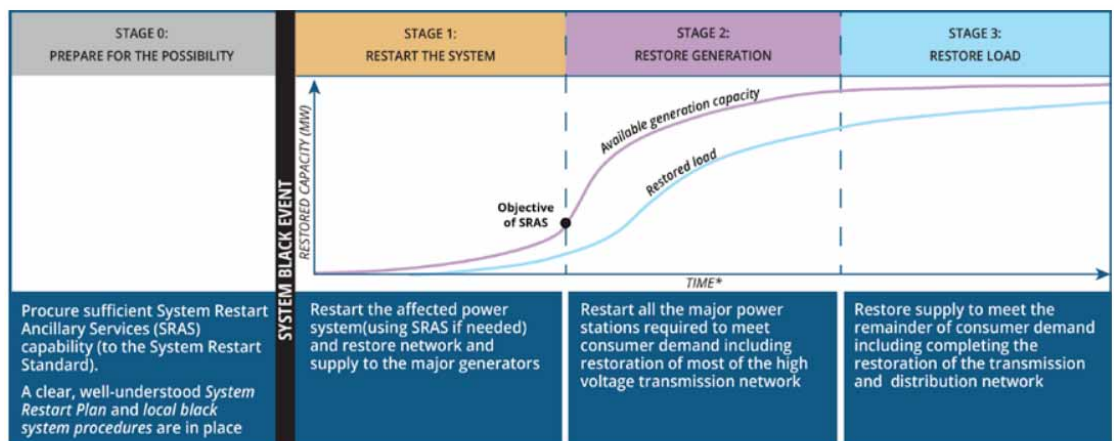 STAGE 0:
PREPARE FOR THE POSSIBILITY
STAGE 1:
RESTART THE SYSTEM
STAGE 2:
RESTORE GENERATION
STAGE 3:
RESTORE LOAD
SYSTEM BLACK EVENT
RESTORED CAPACITY (MW)
Objective
of SRAS
Available generation capacity
Restored load
TIME*
Procure sufficient System Restart
Ancillary Services (SRAS)
capability (to the System Restart
Standard).
A clear, well-understood System
Restart Plan and local black
system procedures are in place
Restart the affected power
system(using SRAS if needed)
and restore network and
supply to the major generators
Restart all the major power
stations required to meet
consumer demand including
restoration of most of the high
voltage transmission network
Restore supply to meet the
remainder of consumer demand
including completing the
restoration of the transmission
and distribution network